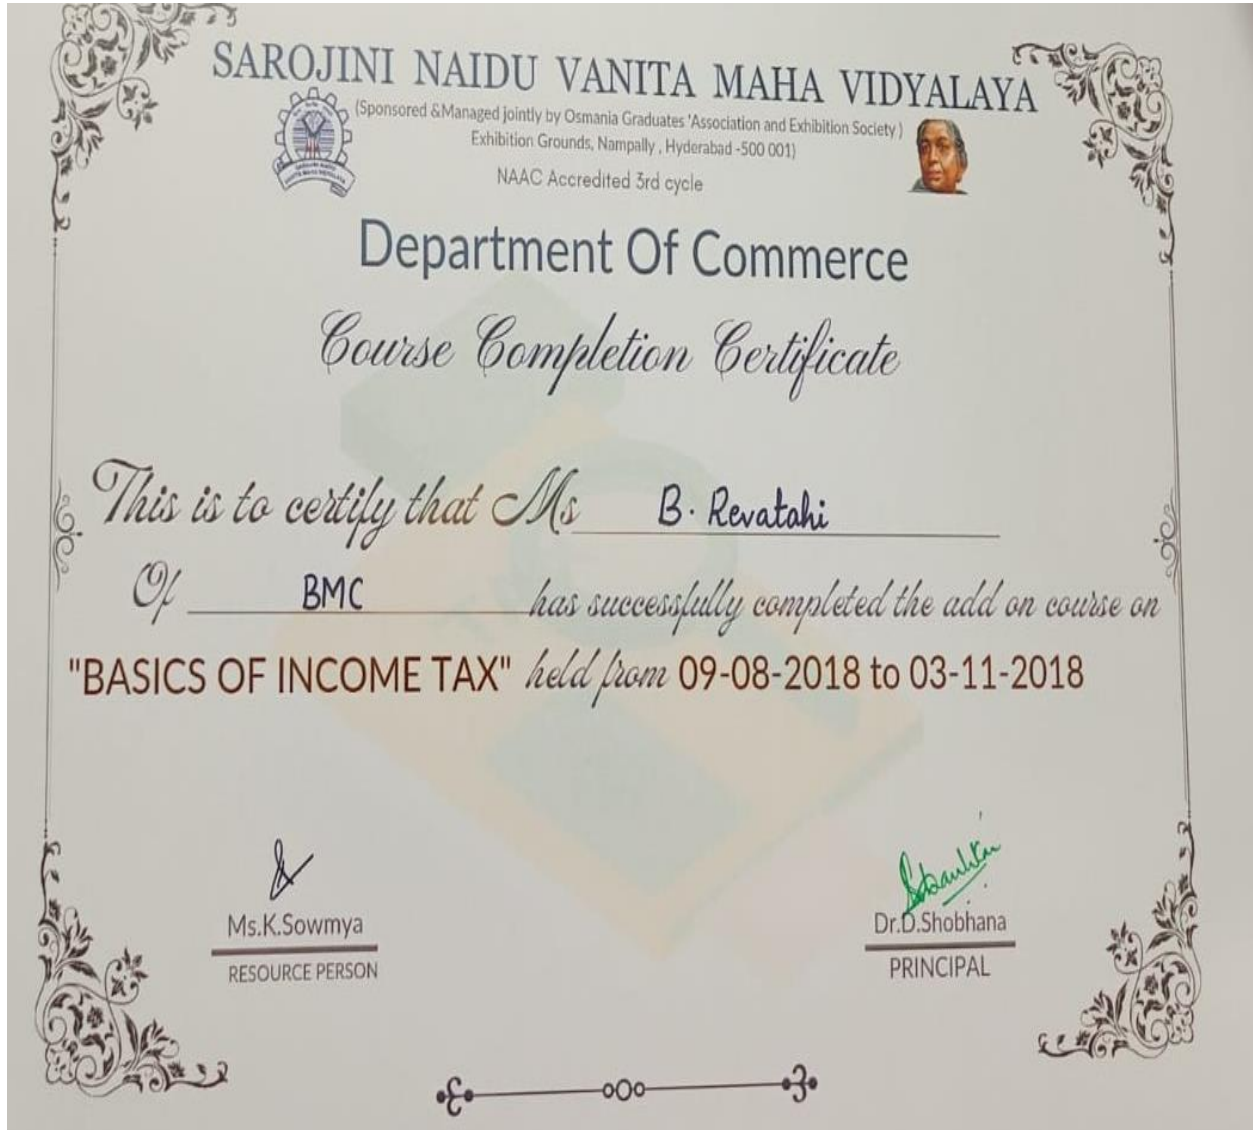 SAROJINI NAIDU VANITA MAHA VIDYALAYA
(Sponsored &Managed jointly by Osmania Graduates 'Association and Exhibition Society )
Exhibition Grounds, Nampally , Hyderabad -500 001)
NAAC Accredited 3rd cycle
Department Of Commerce
Course Completion Certificate
This is to certify that Ms B. Revatahi
Of BMC has successfully completed the add on course on
"BASICS OF INCOME TAX" held from 09-08-2018 to 03-11-2018
Ms.K.Sowmya
RESOURCE PERSON
Dr.D.Shobhana
PRINCIPAL